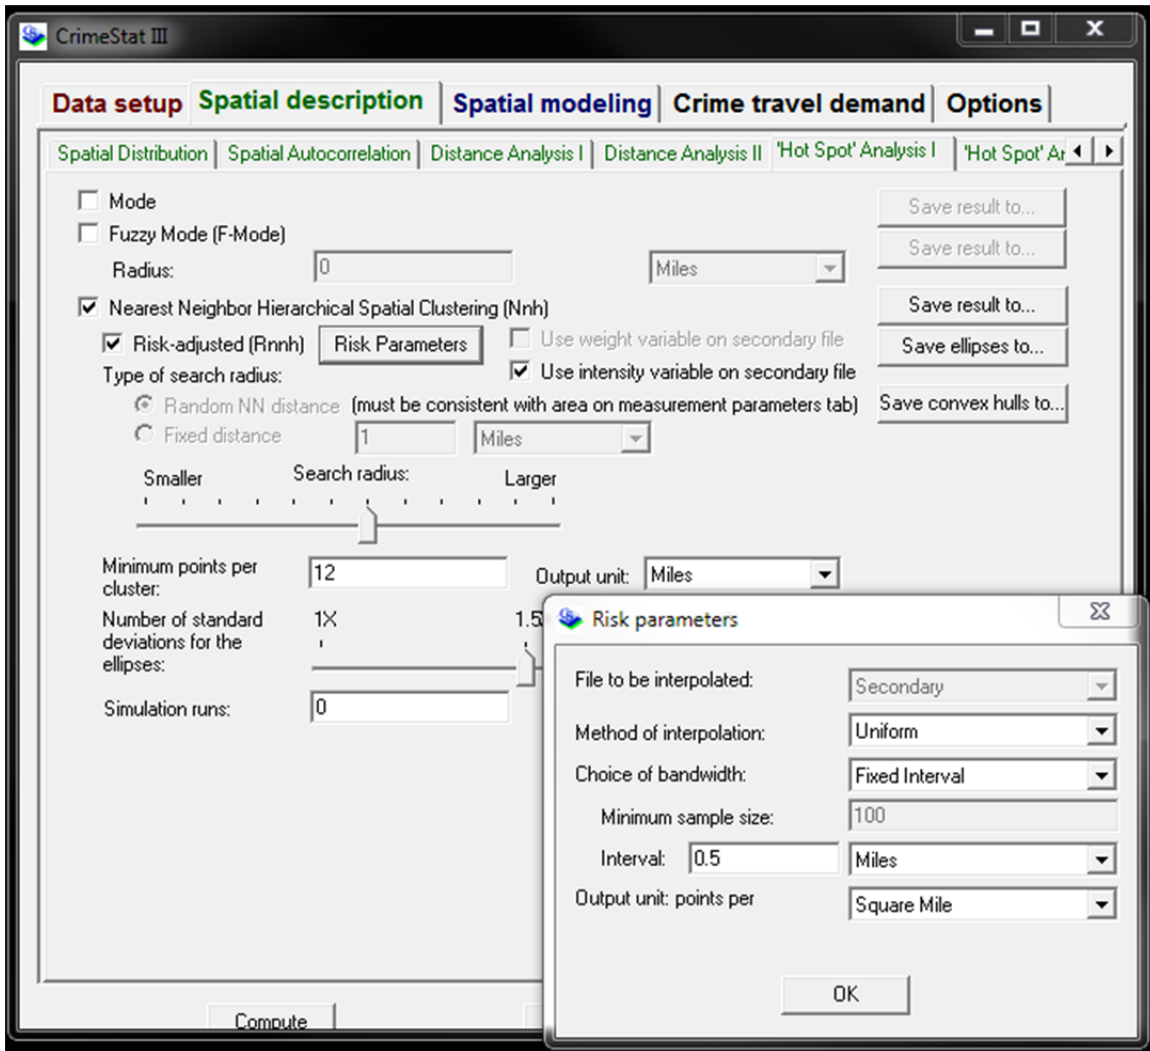 CrimeStat III
Data setup Spatial description Spatial modeling Crime travel demand Options
Spatial Distribution Spatial Autocorrelation Distance Analysis I Distance Analysis II 'Hot Spot' Analysis I 'Hot Spot' Ar
Mode
Save result to...
Fuzzy Mode (F-Mode)
Save result to...
Radius: 0 Miles
Nearest Neighbor Hierarchical Spatial Clustering (Nnh) Save result to...
Risk-adjusted (Rnnh) Risk Parameters Use weight variable on secondary file Save ellipses to...
Type of search radius: Use intensity variable on secondary file
Random NN distance (must be consistent with area on measurement parameters tab) Save convex hulls to...
Fixed distance 1 Miles
Smaller Search radius: Larger
Minimum points per
cluster: 12 Output unit: Miles
Number of standard 1X 1.5
deviations for the
ellipses:
Simulation runs: 0
Compute
Risk parameters
File to be interpolated: Secondary
Method of interpolation: Uniform
Choice of bandwidth: Fixed Interval
Minimum sample size: 100
Interval: 0.5 Miles
Output unit: points per Square Mile
OK